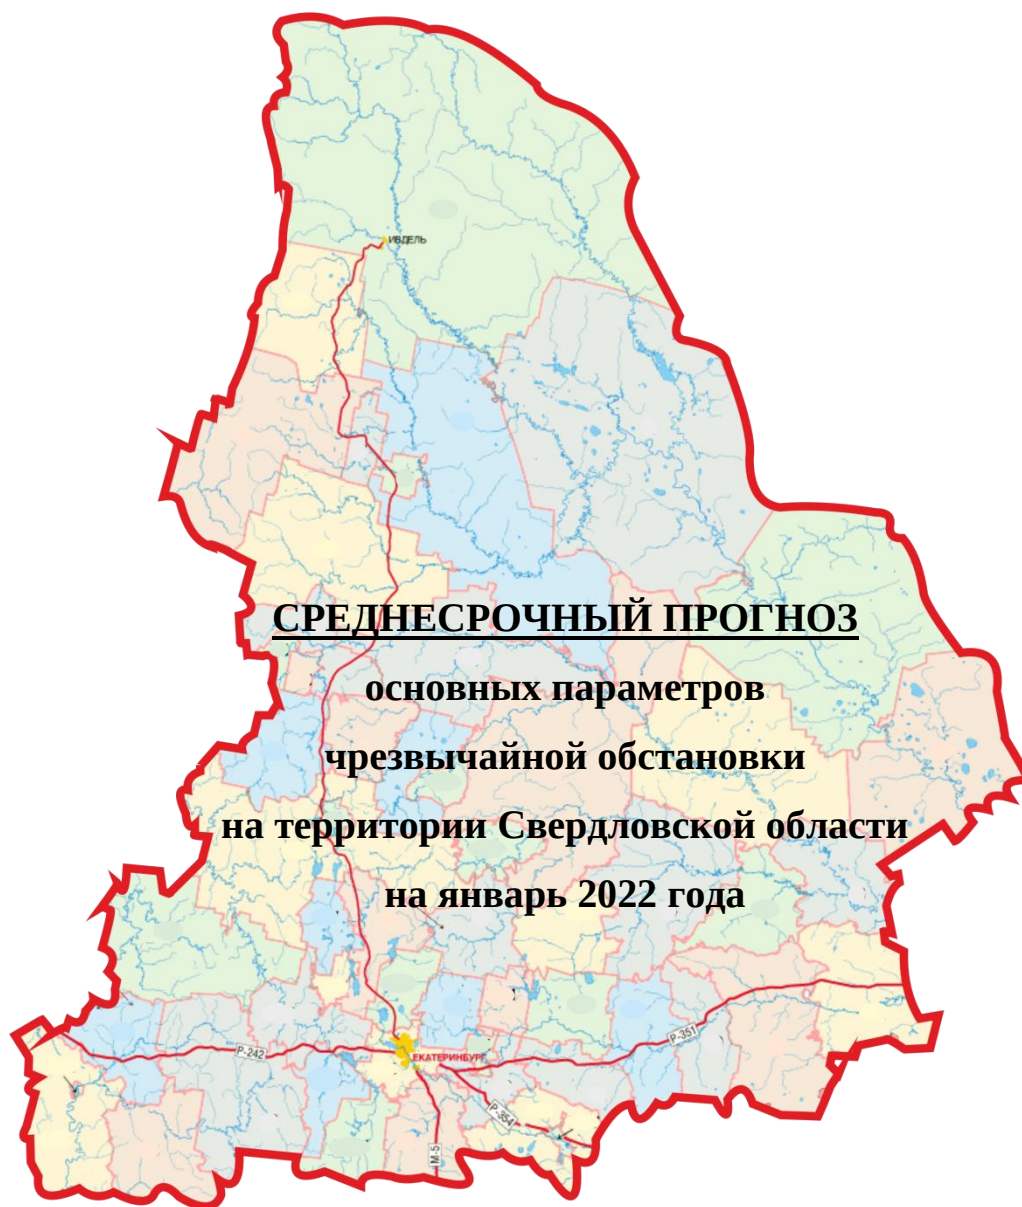 ИВДЕЛЬ
СРЕДНЕСРОЧНЫЙ ПРОГНОЗ
основных параметров
чрезвычайной обстановки
на территории Свердловской области
на январь 2022 года
Р-351
Р-242
ЕКАТЕРИНБУРГ
Р-354
М-5